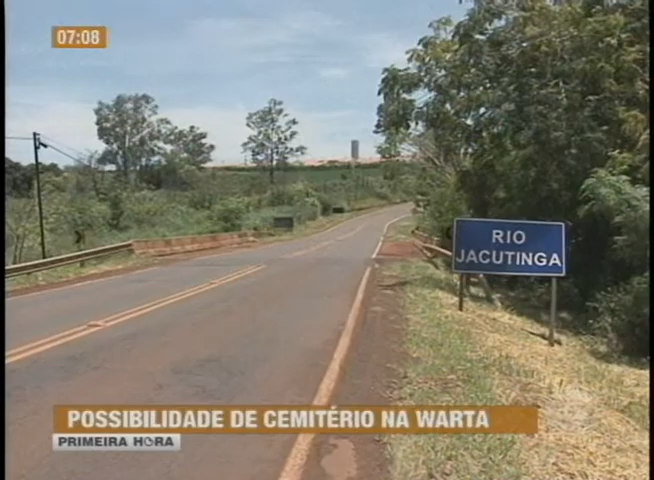 07:08
RIO
JACUTINGA
POSSIBILIDADE DE CEMITÉRIO NA WARTA
PRIMEIRA HORA